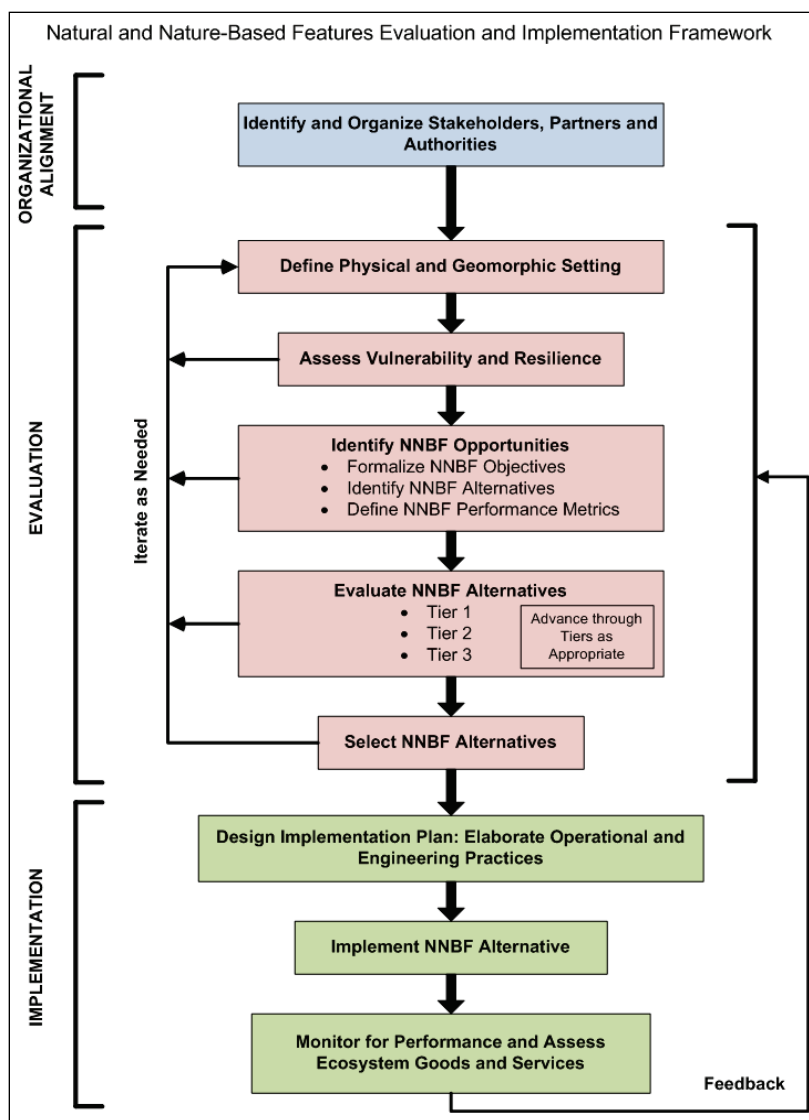 Natural and Nature-Based Features Evaluation and Implementation Framework
ORGANIZATIONAL
ALIGNMENT
Identify and Organize Stakeholders, Partners and
Authorities
EVALUATION
Iterate as Needed
Define Physical and Geomorphic Setting
Assess Vulnerability and Resilience
Identify NNBF Opportunities
• Formalize NNBF Objectives
• Identify NNBF Alternatives
• Define NNBF Performance Metrics
Evaluate NNBF Alternatives
• Tier 1
• Tier 2
• Tier 3
Advance through
Tiers as
Appropriate
Select NNBF Alternatives
IMPLEMENTATION
Design Implementation Plan: Elaborate Operational and
Engineering Practices
Implement NNBF Alternative
Monitor for Performance and Assess
Ecosystem Goods and Services
Feedback